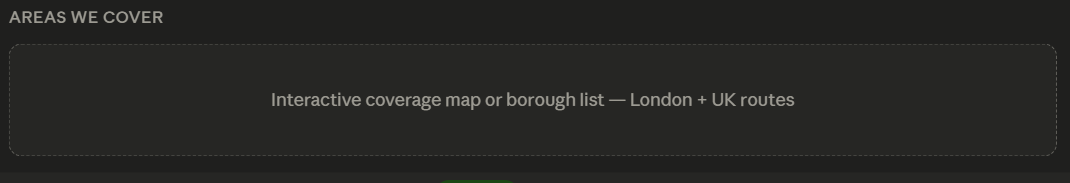 AREAS WE COVER
Interactive coverage map or borough list — London + UK routes